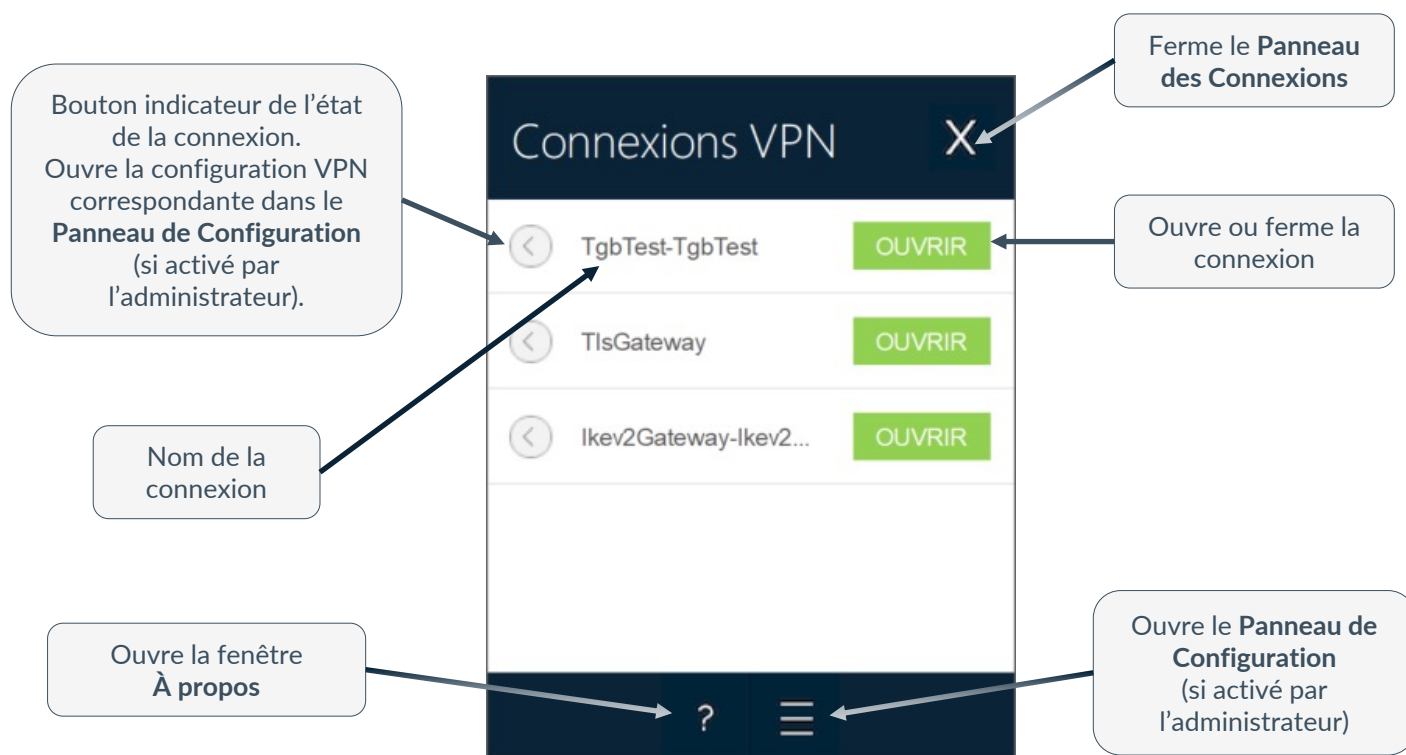 Ferme le Panneau
des Connexions
Bouton indicateur de l’état
de la connexion.
Ouvre la configuration VPN
correspondante dans le
Panneau de Configuration
(si activé par
l’administrateur).
Connexions VPN X
Ouvre ou ferme la
connexion
TgbTest-TgbTest OUVRIR
TlsGateway OUVRIR
Ikev2Gateway-Ikev2... OUVRIR
Nom de la
connexion
Ouvre la fenêtre
À propos
Ouvre le Panneau de
Configuration
(si activé par
l’administrateur)
?